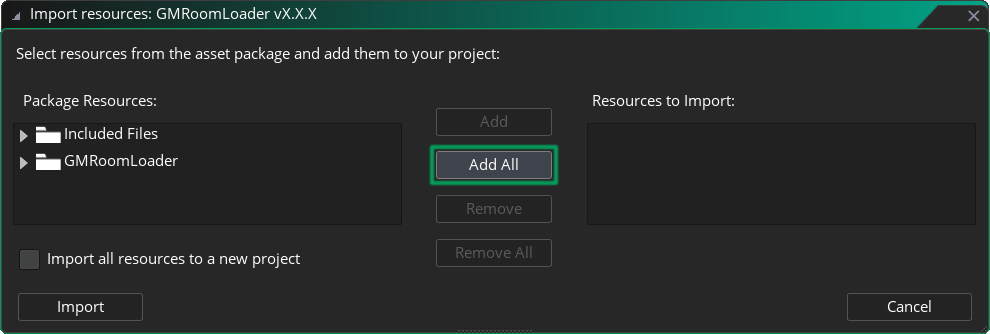 Import resources: GMRoomLoader vX.X.X
Select resources from the asset package and add them to your project:
Package Resources:
Resources to Import:
Included Files
GMRoomLoader
Add
Add All
Remove
Remove All
Import all resources to a new project
Import
Cancel